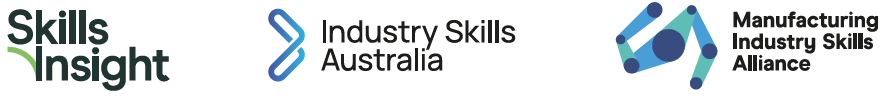 Skills
Insight
Industry Skills
Australia
Manufacturing
Industry Skills
Alliance